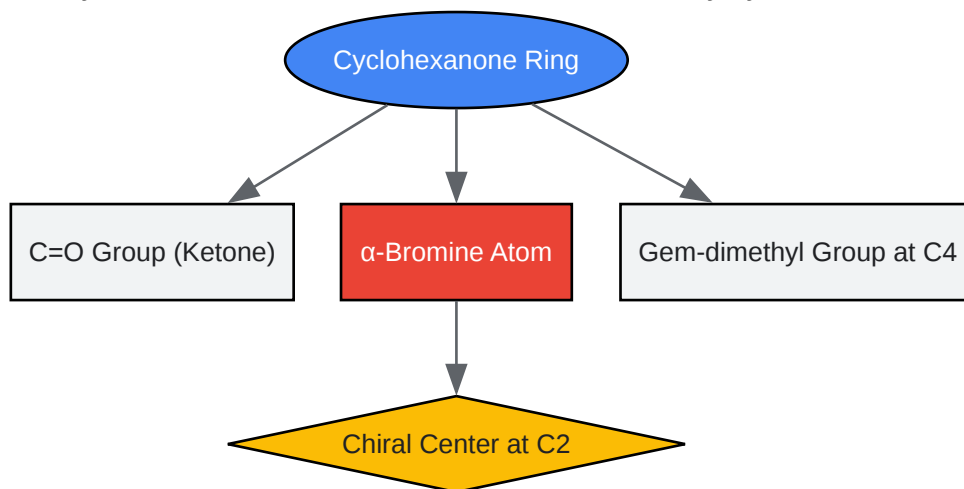 Cyclohexanone Ring
C=O Group (Ketone)
α-Bromine Atom
Gem-dimethyl Group at C4
Chiral Center at C2